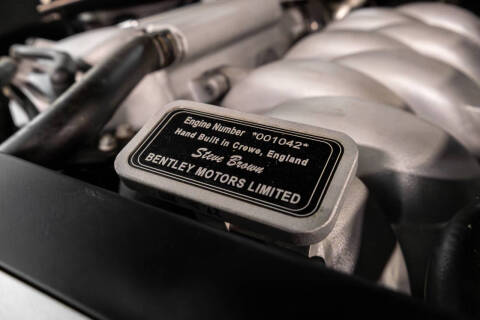 Engine Number *001042*
Hand Built in Crewe, England
Steve Brown
BENTLEY MOTORS LIMITED